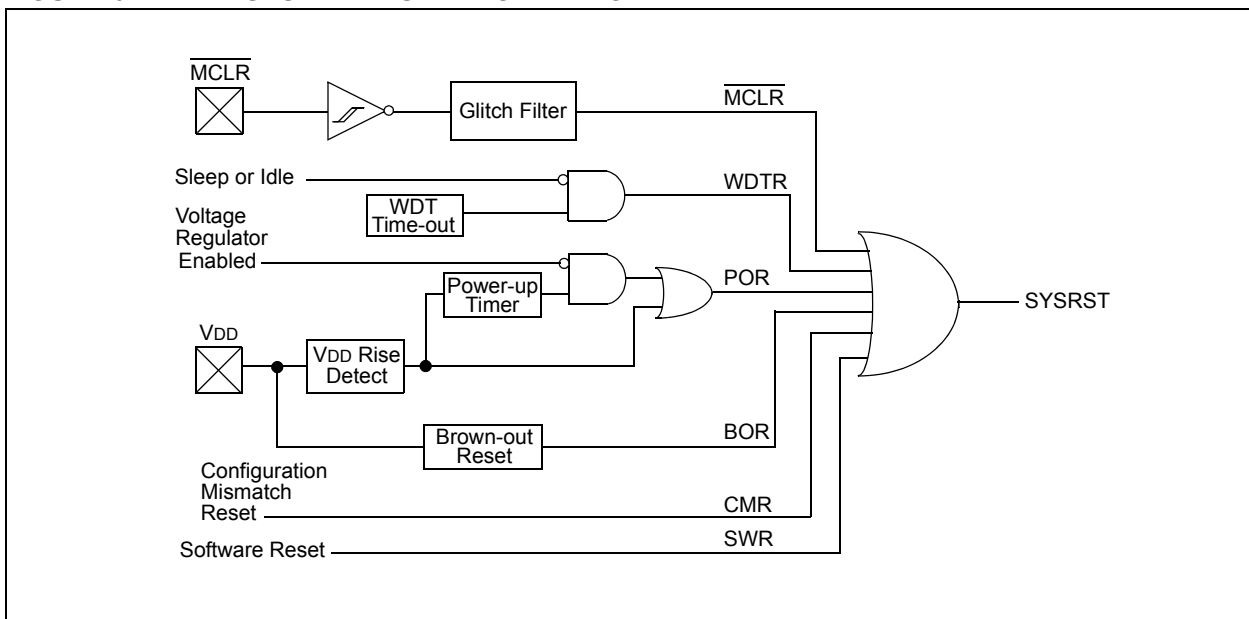 MCLR
MCLR
Glitch Filter
Sleep or Idle
WDTR
WDT
Time-out
Voltage
Regulator
Enabled
Power-up
Timer
POR
SYSRST
VDD
VDD Rise
Detect
Brown-out
Reset
BOR
Configuration
Mismatch
Reset
CMR
Software Reset
SWR